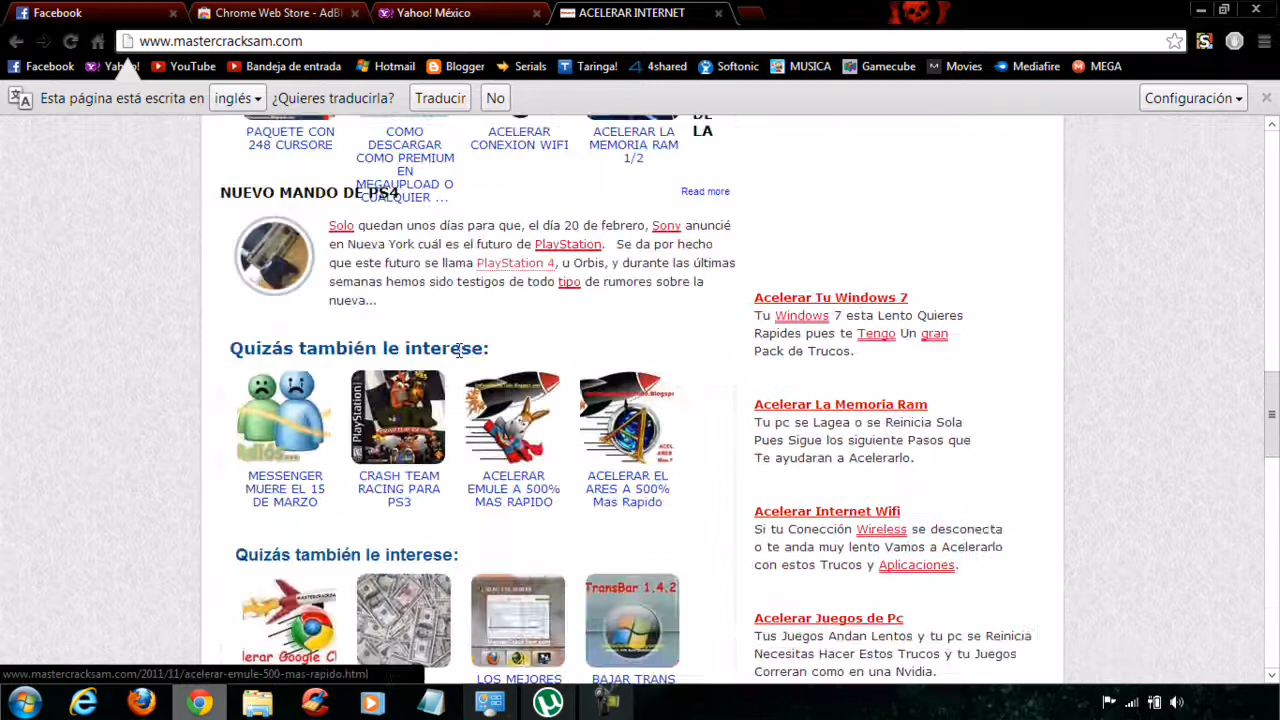 Facebook
Chrome Web Store - AdBl
Yahoo! México
ACELERAR INTERNET
www.mastercracksam.com
Facebook Yahoo! YouTube Bandeja de entrada Hotmail Blogger Serials Taringa! 4shared Softonic MUSICA Gamecube Movies Mediafire MEGA
Esta página está escrita en inglés ¿Quieres traducirla? Traducir No Configuración
PAQUETE CON
248 CURSORE
COMO
DESCARGAR
COMO PREMIUM
EN
MEGAUPLOAD O
CUALQUIER ...
ACELERAR
CONEXION WIFI
ACELERAR LA
MEMORIA RAM
1/2
DE
LA
NUEVO MANDO DE PS4
Read more
Solo quedan unos días para que, el día 20 de febrero, Sony anuncié
en Nueva York cuál es el futuro de PlayStation. Se da por hecho
que este futuro se llama PlayStation 4, u Orbis, y durante las últimas
semanas hemos sido testigos de todo tipo de rumores sobre la
nueva...
Quizás también le interese:
PlayStation
Adiós
MESSENGER
MUERE EL 15
DE MARZO
CRASH TEAM
RACING PARA
PS3
ACELERAR
EMULE A 500%
MAS RAPIDO
ACELERAR EL
ARES A 500%
Mas Rapido
Quizás también le interese:
MASTERCRACKSAM
lerar Google C
TransBar 1.4.2
LOS MEJORES
BAJAR TRANS
Acelerar Tu Windows 7
Tu Windows 7 esta Lento Quieres
Rapides pues te Tengo Un gran
Pack de Trucos.
Acelerar La Memoria Ram
Tu pc se Lagea o se Reinicia Sola
Pues Sigue los siguiente Pasos que
Te ayudaran a Acelerarlo.
Acelerar Internet Wifi
Si tu Conección Wireless se desconecta
o te anda muy lento Vamos a Acelerarlo
con estos Trucos y Aplicaciones.
Acelerar Juegos de Pc
Tus Juegos Andan Lentos y tu pc se Reinicia
Necesitas Hacer Estos Trucos y tu Juegos
Correran como en una Nvidia.
www.mastercracksam.com/2011/11/acelerar-emule-500-mas-rapido.html